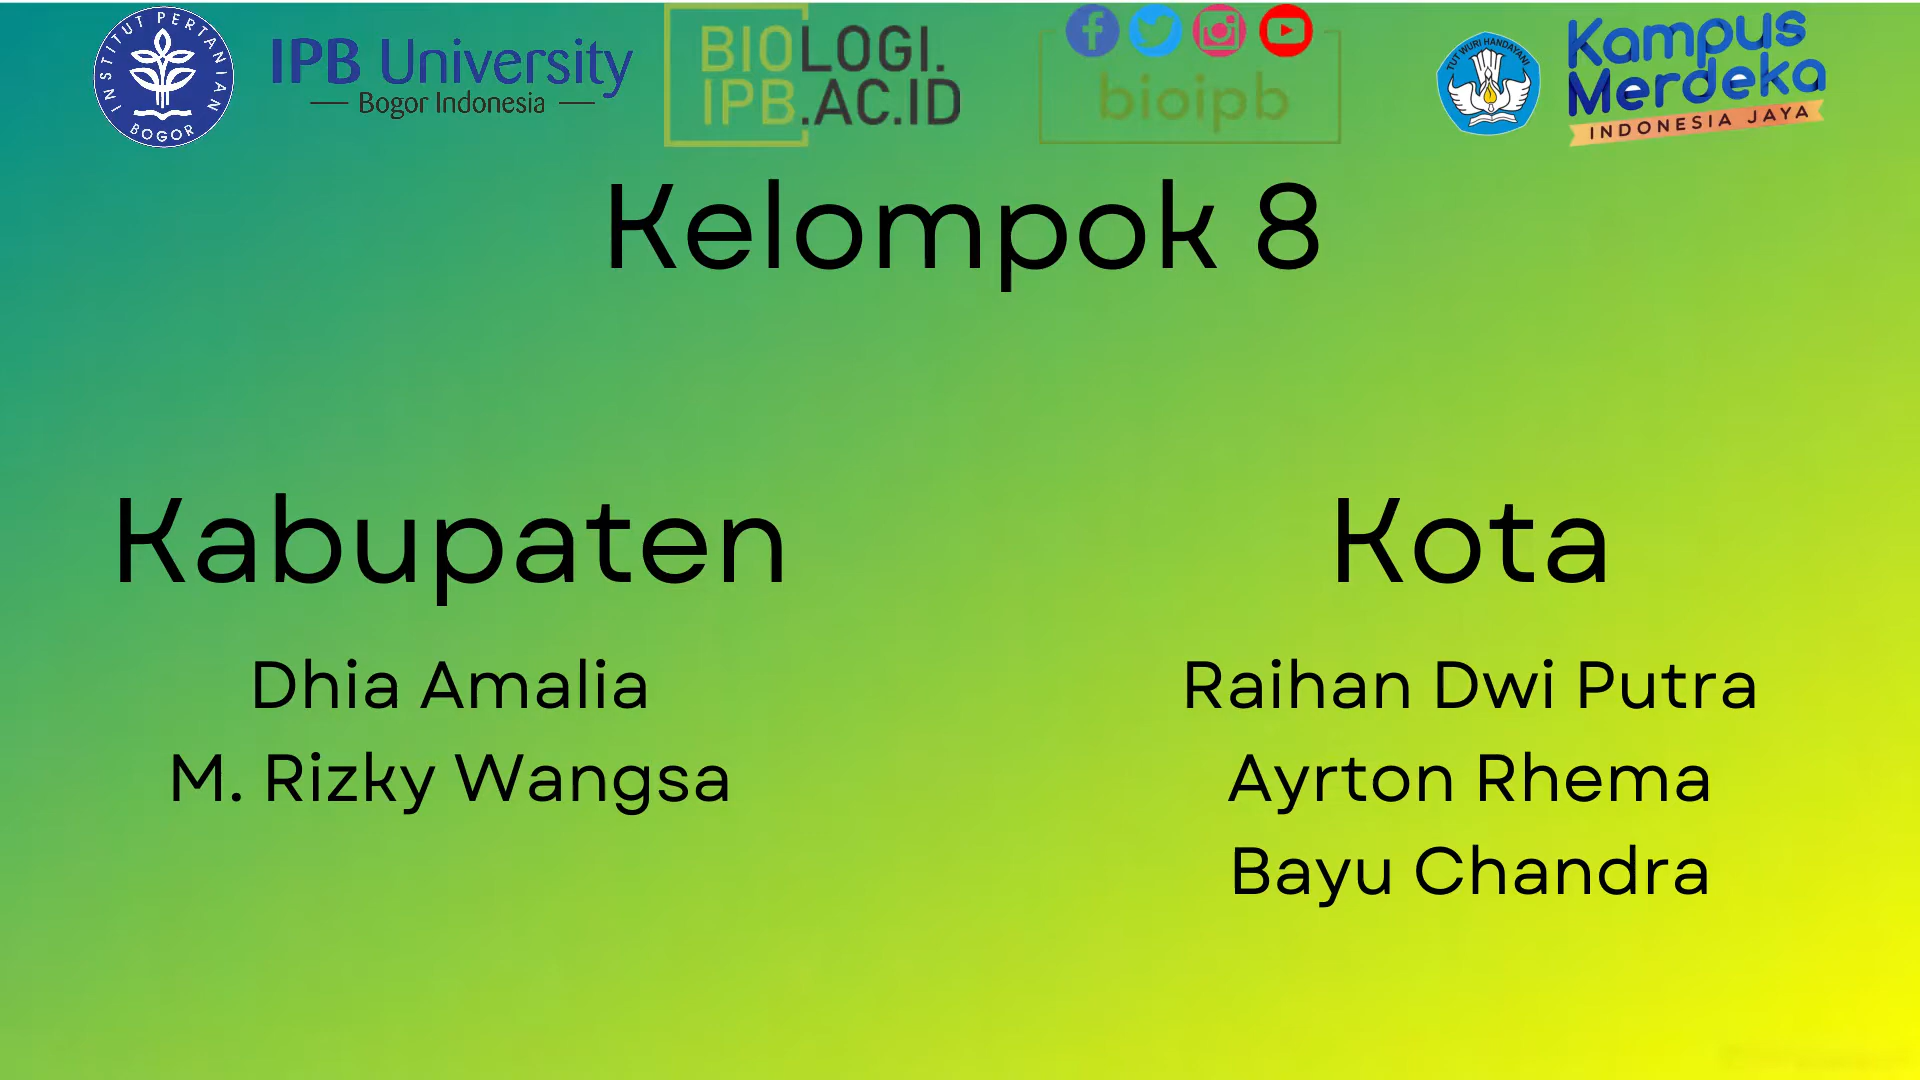 INSTITUT PERTANIAN
BOGOR
IPB University
Bogor Indonesia
BIOLOGI.
IPB.AC.ID
bioipb
TUT WURI HANDAYANI
Kampus
Merdeka
INDONESIA JAYA
Kelompok 8
Kabupaten
Dhia Amalia
M. Rizky Wangsa
Kota
Raihan Dwi Putra
Ayrton Rhema
Bayu Chandra